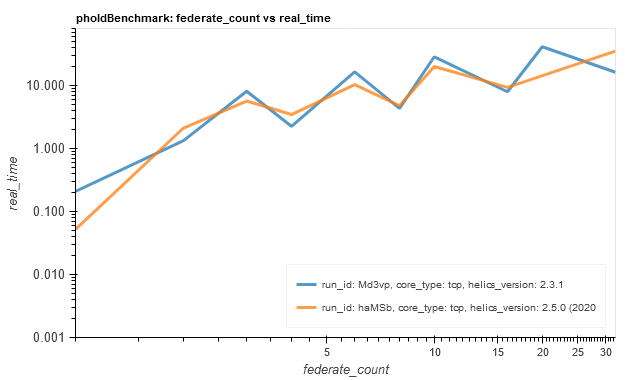 pholdBenchmark: federate_count vs real_time
10.000
1.000
0.100
0.010
0.001
real_time
run_id: Md3vp, core_type: tcp, helics_version: 2.3.1
run_id: haMSb, core_type: tcp, helics_version: 2.5.0 (2020
5 10 15 20 25 30
federate_count